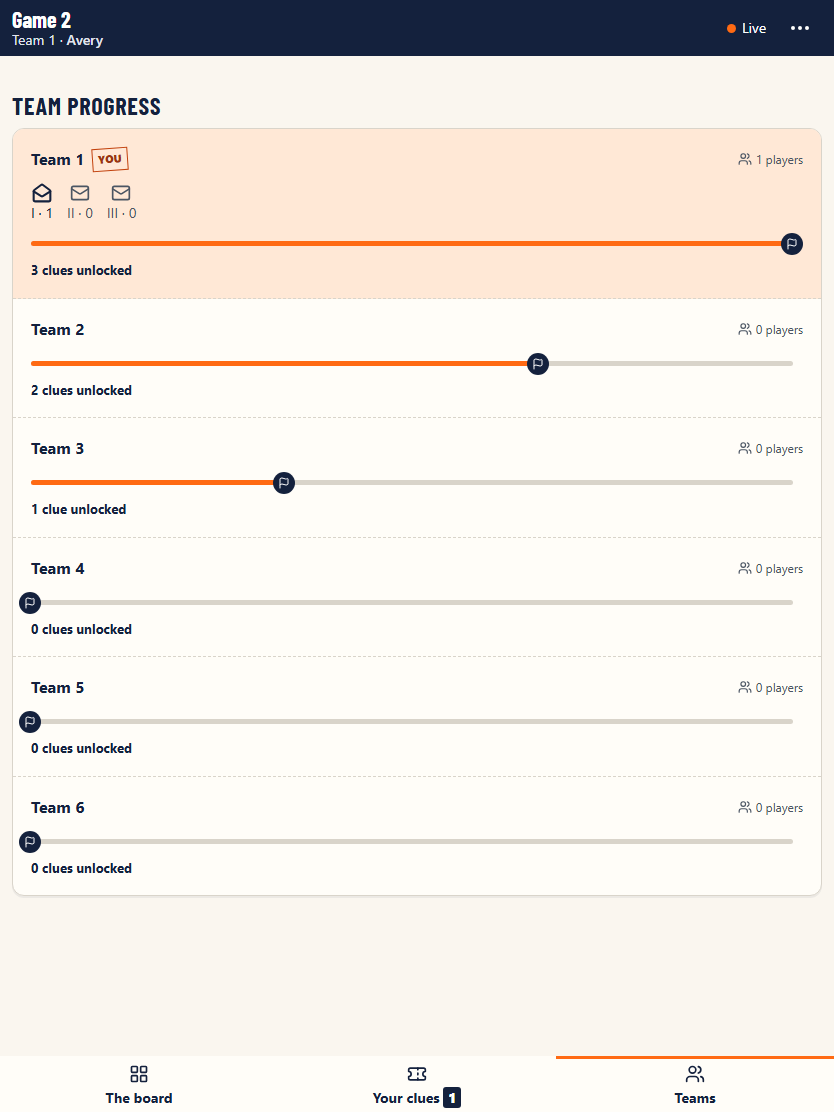 Game 2
Team 1 · Avery
Live
TEAM PROGRESS
Team 1 YOU
1 players
I · 1 II · 0 III · 0
3 clues unlocked
Team 2
0 players
2 clues unlocked
Team 3
0 players
1 clue unlocked
Team 4
0 players
0 clues unlocked
Team 5
0 players
0 clues unlocked
Team 6
0 players
0 clues unlocked
The board
Your clues 1
Teams